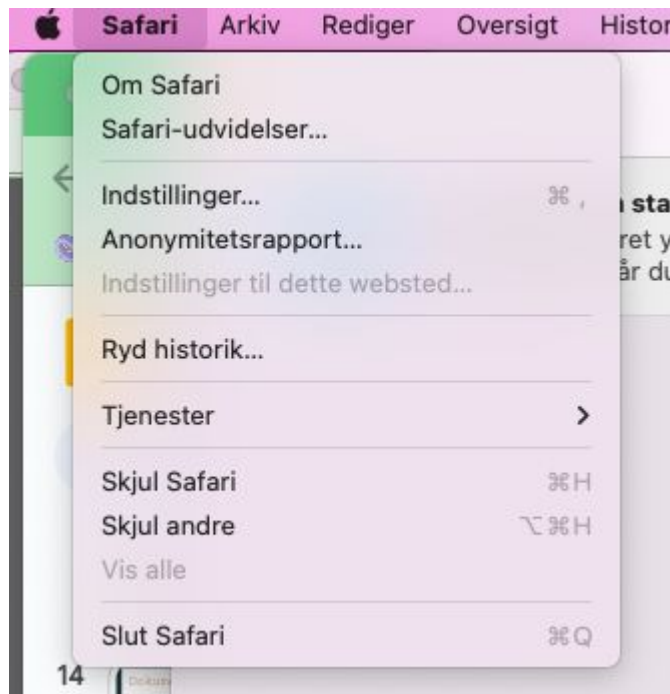 Safari Arkiv Rediger Oversigt
Om Safari
Safari-udvidelser...
Indstillinger... ⌘ ,
Anonymitetsrapport...
Indstillinger til dette websted...
Ryd historik...
Tjenester
Skjul Safari ⌘H
Skjul andre ⌥⌘H
Vis alle
Slut Safari ⌘Q
14